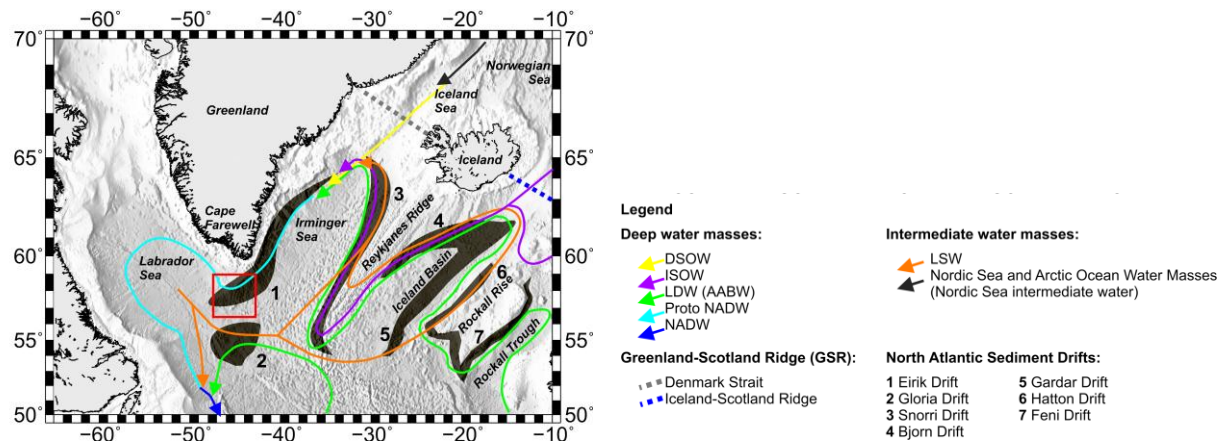 −60° −50° −40° −30° −20° −10°
70° 70°
Norwegian
Sea
Iceland
Sea
Greenland
65° Iceland 65°
3
Cape
Farewell
Irminger
Sea
Reykjanes Ridge
4
60° 60°
Labrador
Sea
Iceland Basin
6
1
Rockall Rise
55° 5 7 55°
2
Rockall Trough
50° 50°
−60° −50° −40° −30° −20° −10°
Legend
Deep water masses:
DSOW
ISOW
LDW (AABW)
Proto NADW
NADW
Greenland-Scotland Ridge (GSR):
Denmark Strait
Iceland-Scotland Ridge
Intermediate water masses:
LSW
Nordic Sea and Arctic Ocean Water Masses
(Nordic Sea intermediate water)
North Atlantic Sediment Drifts:
1 Eirik Drift 5 Gardar Drift
2 Gloria Drift 6 Hatton Drift
3 Snorri Drift 7 Feni Drift
4 Bjorn Drift